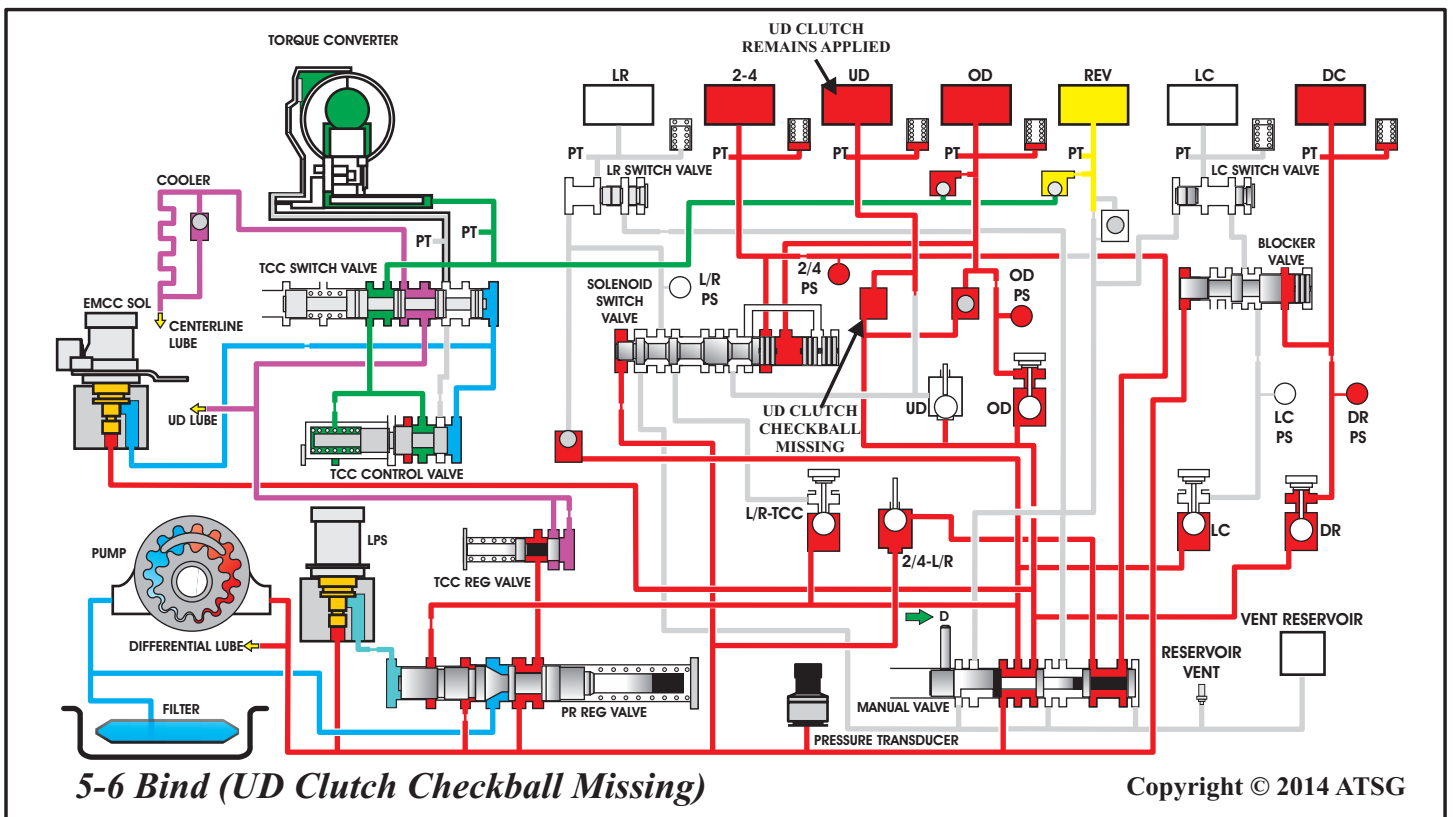 UD CLUTCH
REMAINS APPLIED
TORQUE CONVERTER
LR
2-4
UD
OD
REV
LC
DC
PT
PT
PT
PT
PT
PT
LR SWITCH VALVE
LC SWITCH VALVE
COOLER
PT
PT
BLOCKER
VALVE
TCC SWITCH VALVE
EMCC SOL
SOLENOID
SWITCH
VALVE
L/R
PS
2/4
PS
OD
PS
CENTERLINE
LUBE
UD LUBE
UD
OD
UD CLUTCH
CHECKBALL
MISSING
LC
PS
DR
PS
TCC CONTROL VALVE
L/R-TCC
LC
DR
PUMP
LPS
TCC REG VALVE
2/4-L/R
D
VENT RESERVOIR
DIFFERENTIAL LUBE
RESERVOIR
VENT
FILTER
PR REG VALVE
MANUAL VALVE
PRESSURE TRANSDUCER
5-6 Bind (UD Clutch Checkball Missing)
Copyright © 2014 ATSG